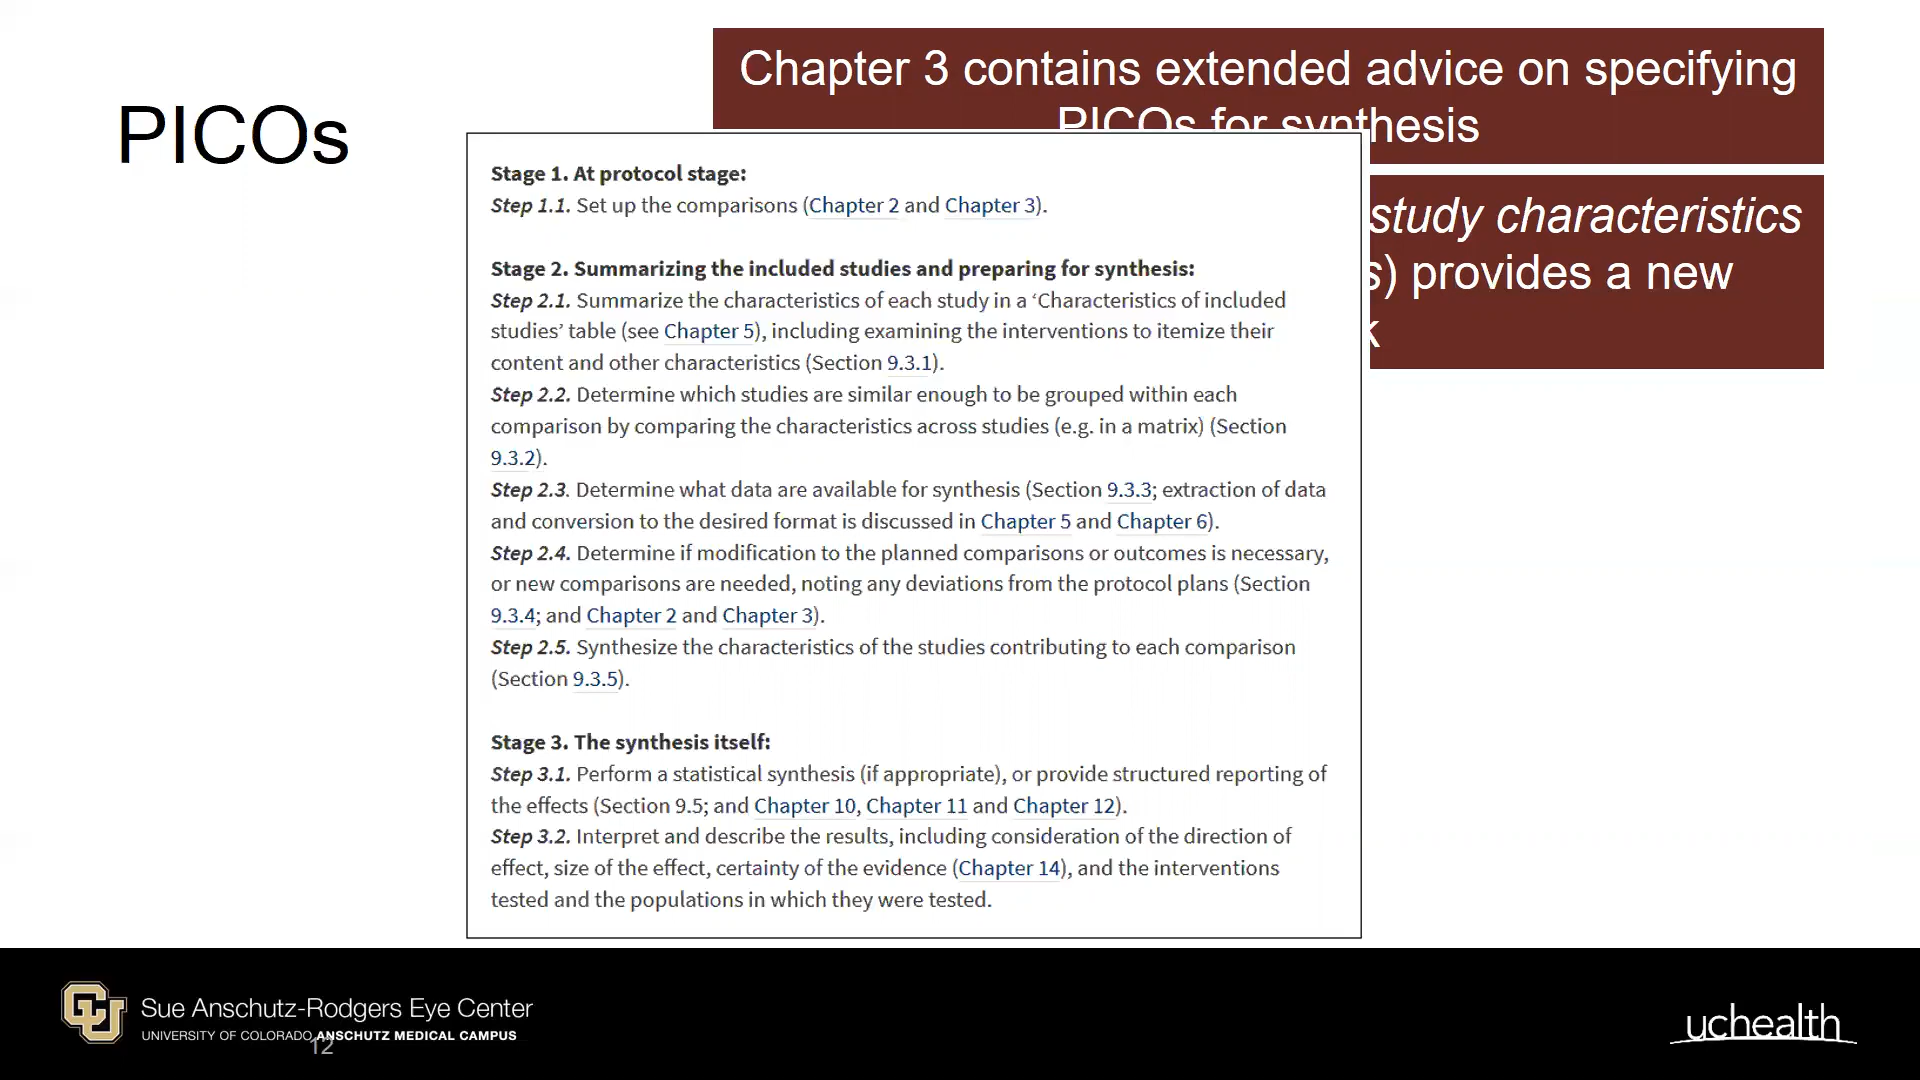 PICOs
Chapter 3 contains extended advice on specifying
PICOs for synthesis
study characteristics
s) provides a new
k
Stage 1. At protocol stage:
Step 1.1. Set up the comparisons (Chapter 2 and Chapter 3).
Stage 2. Summarizing the included studies and preparing for synthesis:
Step 2.1. Summarize the characteristics of each study in a ‘Characteristics of included
studies’ table (see Chapter 5), including examining the interventions to itemize their
content and other characteristics (Section 9.3.1).
Step 2.2. Determine which studies are similar enough to be grouped within each
comparison by comparing the characteristics across studies (e.g. in a matrix) (Section
9.3.2).
Step 2.3. Determine what data are available for synthesis (Section 9.3.3; extraction of data
and conversion to the desired format is discussed in Chapter 5 and Chapter 6).
Step 2.4. Determine if modification to the planned comparisons or outcomes is necessary,
or new comparisons are needed, noting any deviations from the protocol plans (Section
9.3.4; and Chapter 2 and Chapter 3).
Step 2.5. Synthesize the characteristics of the studies contributing to each comparison
(Section 9.3.5).
Stage 3. The synthesis itself:
Step 3.1. Perform a statistical synthesis (if appropriate), or provide structured reporting of
the effects (Section 9.5; and Chapter 10, Chapter 11 and Chapter 12).
Step 3.2. Interpret and describe the results, including consideration of the direction of
effect, size of the effect, certainty of the evidence (Chapter 14), and the interventions
tested and the populations in which they were tested.
CU
Sue Anschutz-Rodgers Eye Center
UNIVERSITY OF COLORADO ANSCHUTZ MEDICAL CAMPUS
12
uchealth